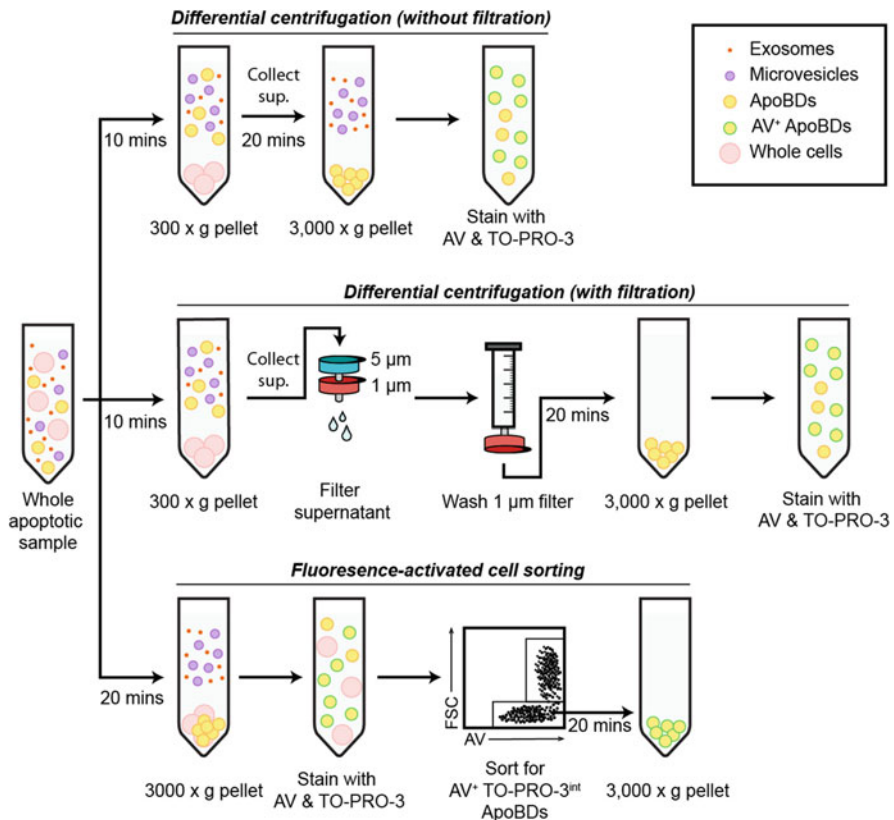 Differential centrifugation (without filtration)
Exosomes
Microvesicles
ApoBDs
AV⁺ ApoBDs
Whole cells
10 mins
Collect
sup.
20 mins
300 x g pellet
3,000 x g pellet
Stain with
AV & TO-PRO-3
Differential centrifugation (with filtration)
Whole
apoptotic
sample
10 mins
300 x g pellet
Collect
sup.
5 µm
1 µm
Filter
supernatant
Wash 1 µm filter
20 mins
3,000 x g pellet
Stain with
AV & TO-PRO-3
Fluoresence-activated cell sorting
20 mins
3000 x g pellet
Stain with
AV & TO-PRO-3
FSC
AV
Sort for
AV⁺ TO-PRO-3ⁱⁿᵗ
ApoBDs
20 mins
3,000 x g pellet